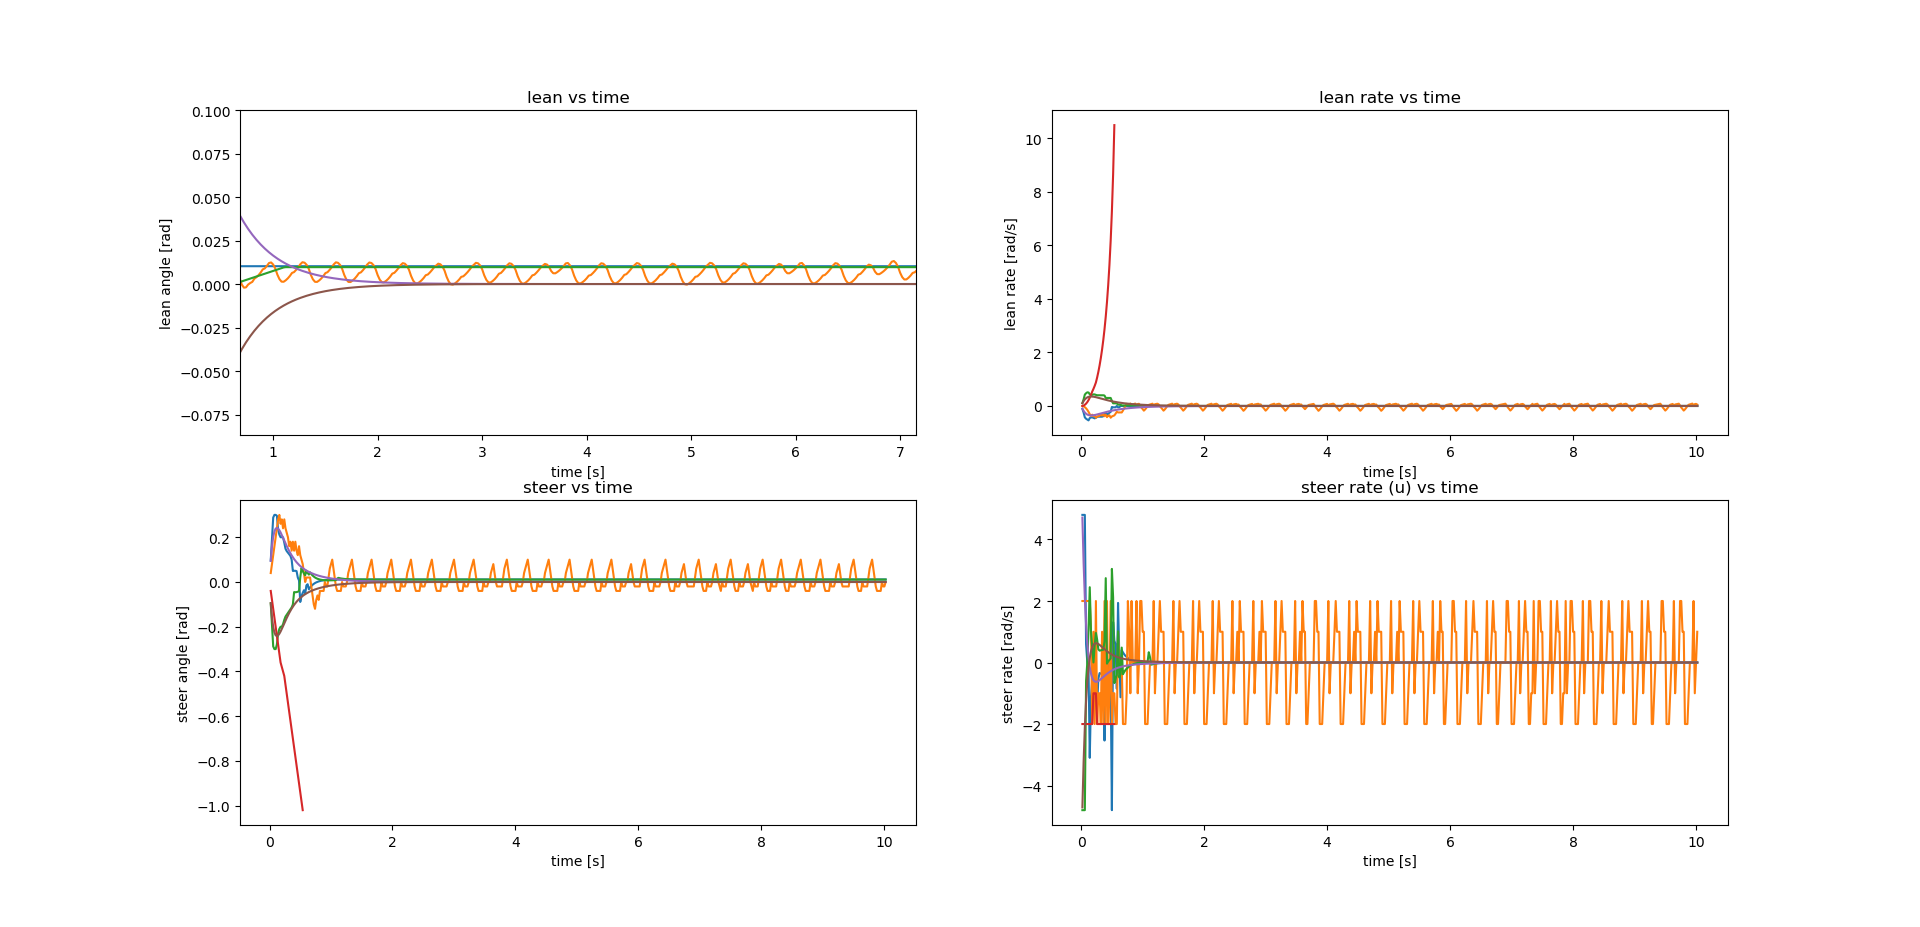 lean vs time
lean angle [rad]
0.100
0.075
0.050
0.025
0.000
−0.025
−0.050
−0.075
1 2 3 4 5 6 7
time [s]
lean rate vs time
lean rate [rad/s]
10
8
6
4
2
0
0 2 4 6 8 10
time [s]
steer vs time
steer angle [rad]
0.2
0.0
−0.2
−0.4
−0.6
−0.8
−1.0
0 2 4 6 8 10
time [s]
steer rate (u) vs time
steer rate [rad/s]
4
2
0
−2
−4
0 2 4 6 8 10
time [s]